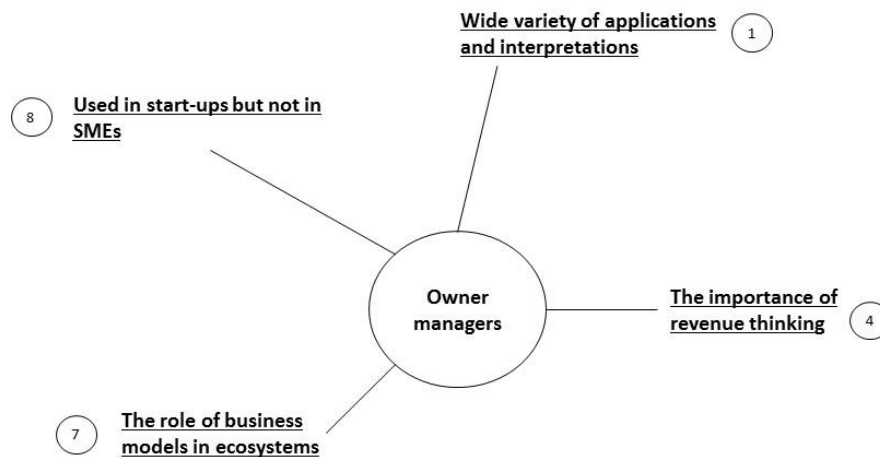 Wide variety of applications
and interpretations
1
8
Used in start-ups but not in
SMEs
Owner
managers
The importance of
revenue thinking
4
7
The role of business
models in ecosystems